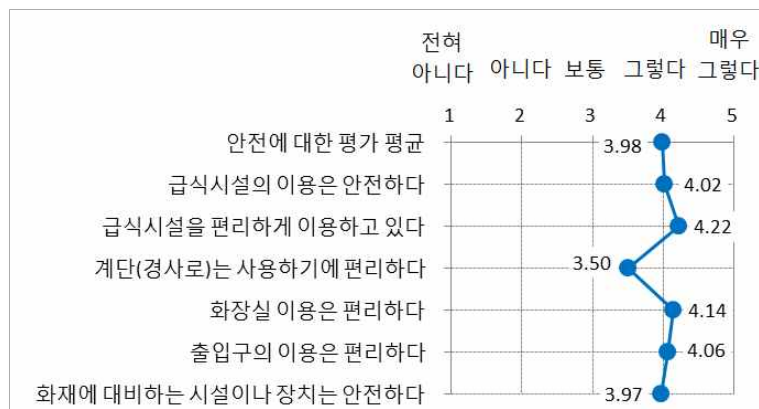 전혀 아니다 아니다 보통 그렇다 매우 그렇다
1 2 3 4 5
안전에 대한 평가 평균 3.98
급식시설의 이용은 안전하다 4.02
급식시설을 편리하게 이용하고 있다 4.22
계단(경사로)는 사용하기에 편리하다 3.50
화장실 이용은 편리하다 4.14
출입구의 이용은 편리하다 4.06
화재에 대비하는 시설이나 장치는 안전하다 3.97